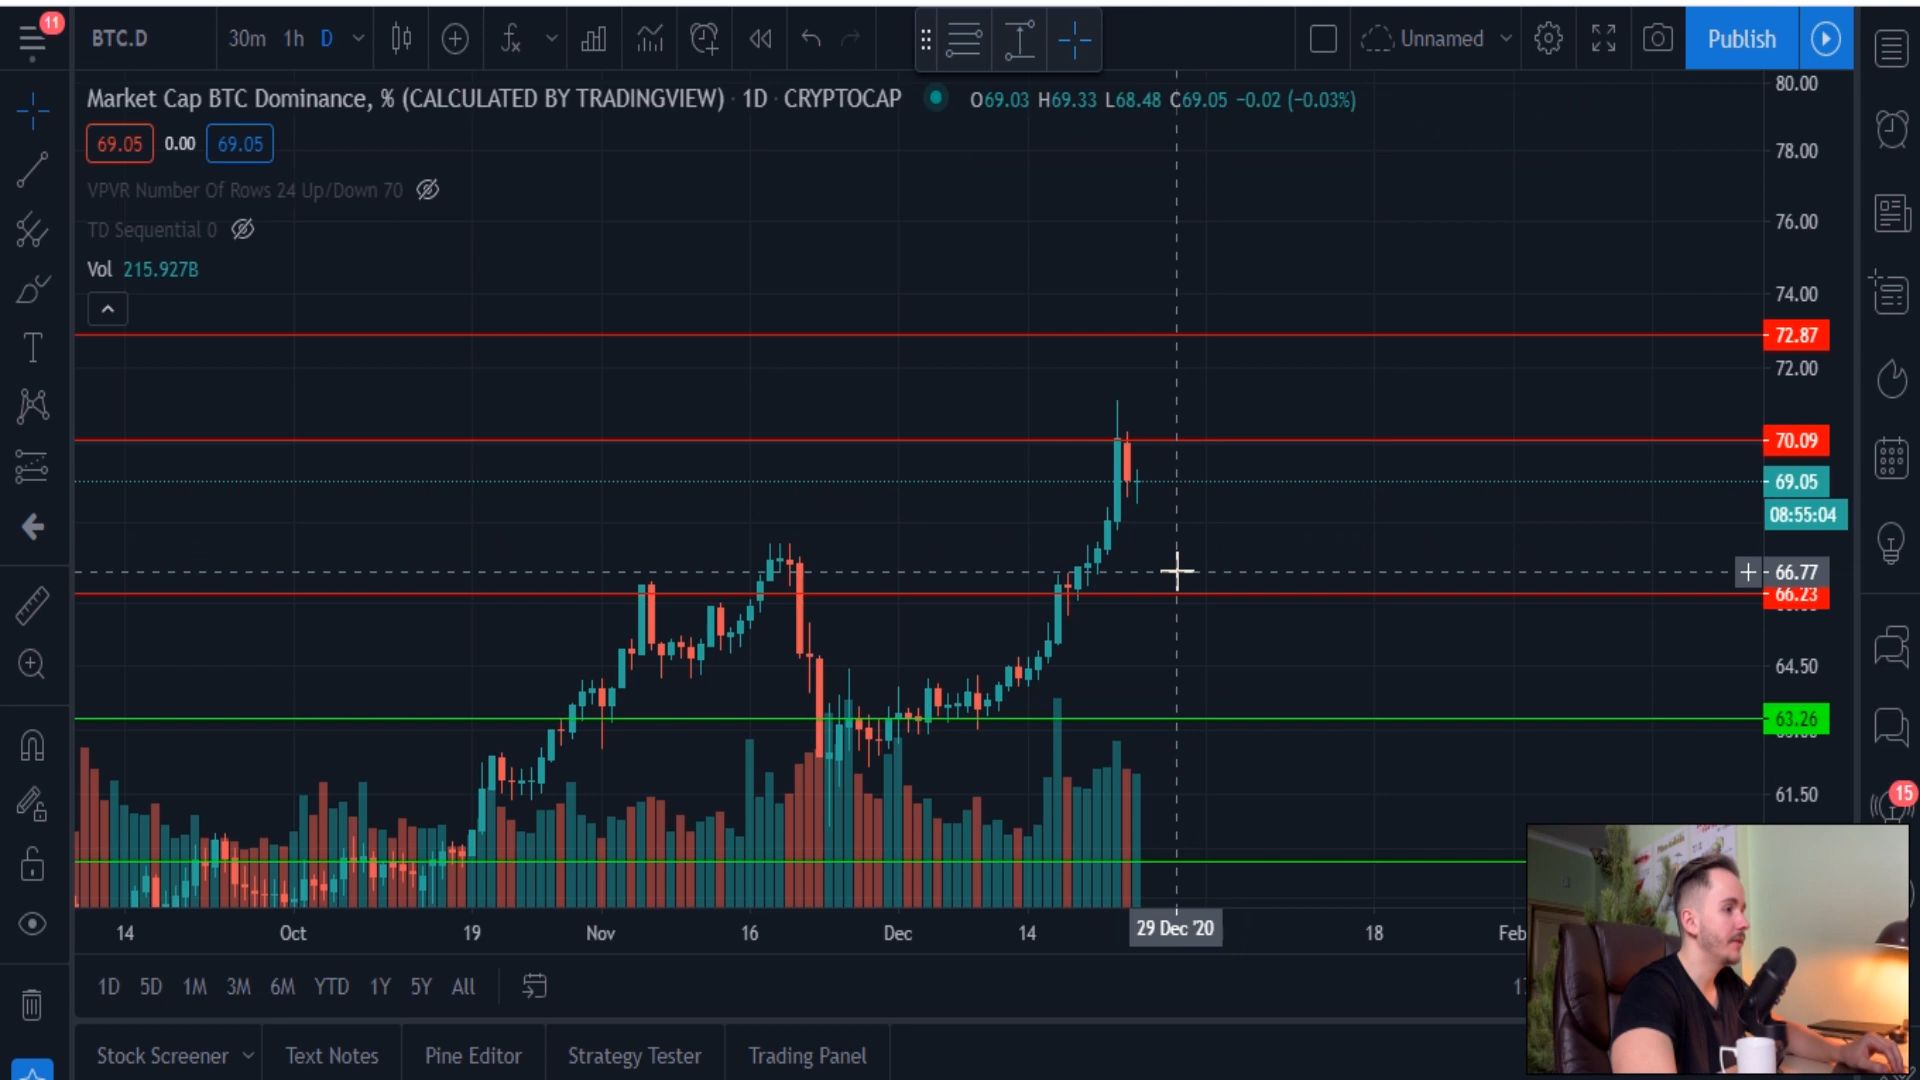 11
BTC.D
30m 1h D
Unnamed
Publish
Market Cap BTC Dominance, % (CALCULATED BY TRADINGVIEW) · 1D · CRYPTOCAP
O69.03 H69.33 L68.48 C69.05 −0.02 (−0.03%)
69.05 0.00 69.05
VPVR Number Of Rows 24 Up/Down 70
TD Sequential 0
Vol 215.927B
80.00
78.00
76.00
74.00
72.87
72.00
70.09
69.05
08:55:04
66.77
66.23
64.50
63.26
61.50
15
14 Oct 19 Nov 16 Dec 14 29 Dec '20 18 Feb
1D 5D 1M 3M 6M YTD 1Y 5Y All
Stock Screener Text Notes Pine Editor Strategy Tester Trading Panel